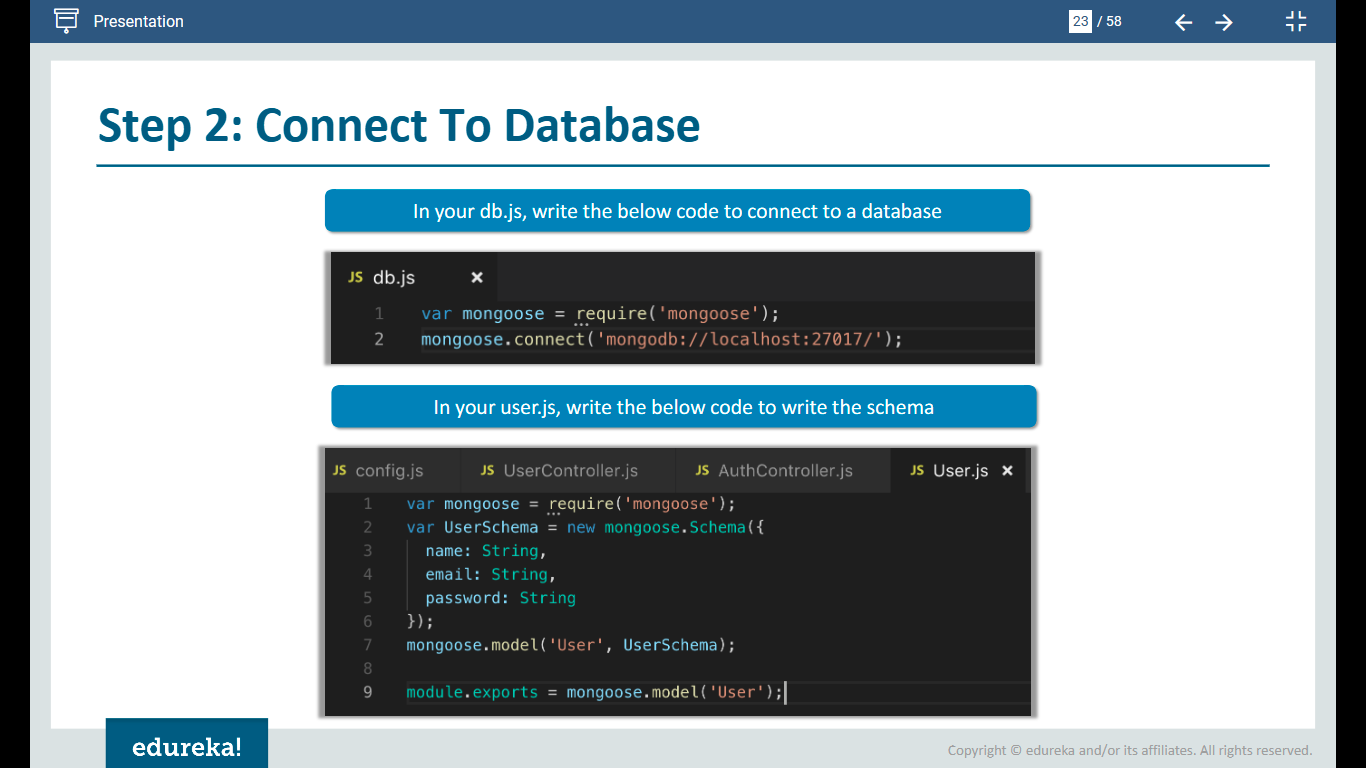 Presentation
23 / 58
Step 2: Connect To Database
In your db.js, write the below code to connect to a database
JS db.js ×
1 var mongoose = require('mongoose');
2 mongoose.connect('mongodb://localhost:27017/');
In your user.js, write the below code to write the schema
JS config.js JS UserController.js JS AuthController.js JS User.js ×
1 var mongoose = require('mongoose');
2 var UserSchema = new mongoose.Schema({
3 name: String,
4 email: String,
5 password: String
6 });
7 mongoose.model('User', UserSchema);
8
9 module.exports = mongoose.model('User');
edureka!
Copyright © edureka and/or its affiliates. All rights reserved.